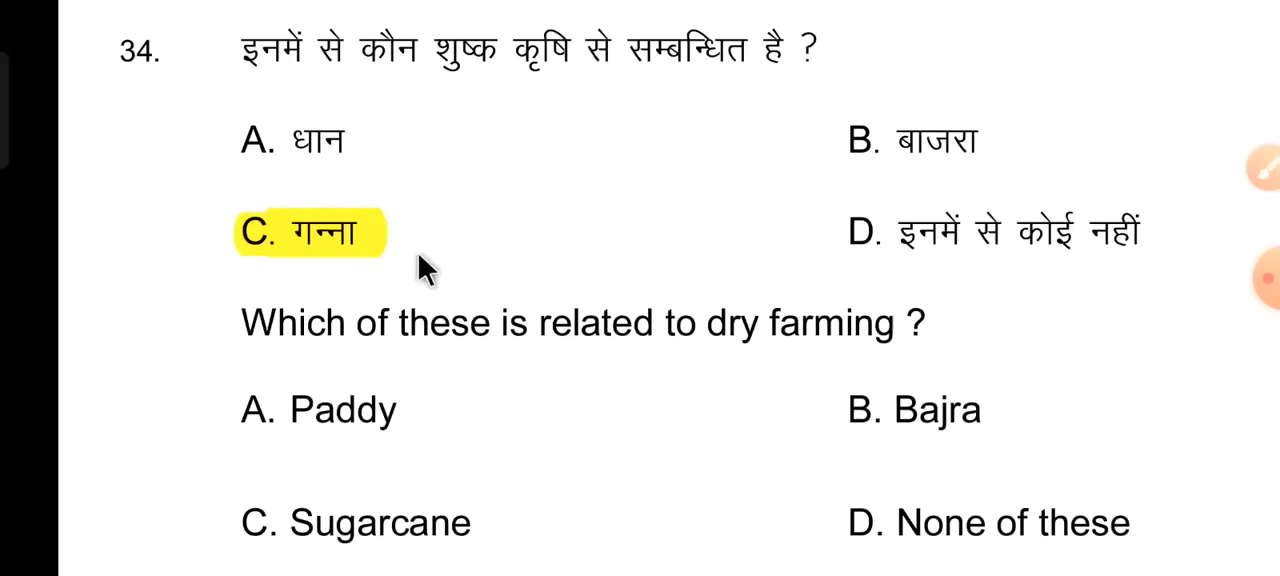 34. इनमें से कौन शुष्क कृषि से सम्बन्धित है ?
A. धान B. बाजरा
C. गन्ना D. इनमें से कोई नहीं
Which of these is related to dry farming ?
A. Paddy B. Bajra
C. Sugarcane D. None of these